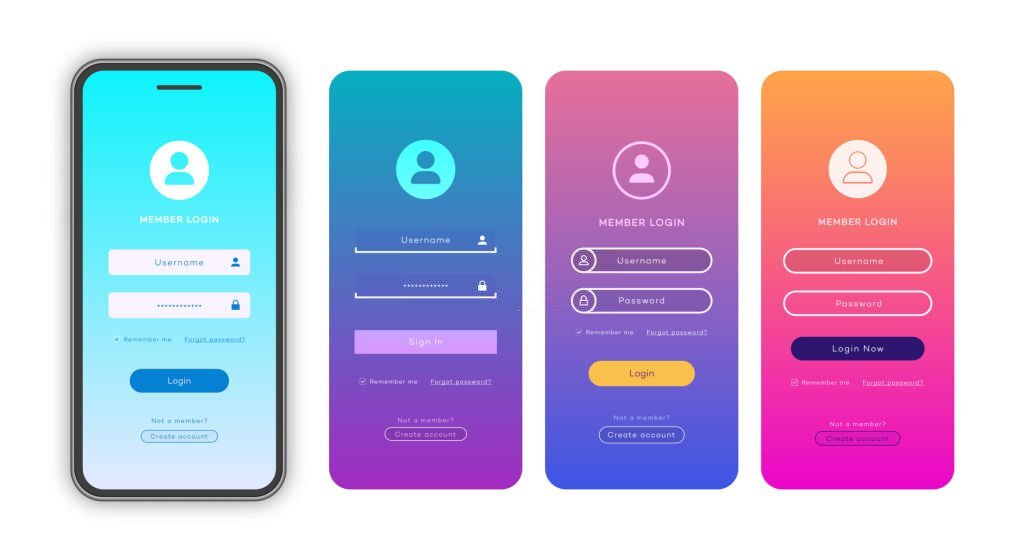 MEMBER LOGIN
Username
************
Remember me Forgot password?
Login
Not a member?
Create account
Username
************
Sign In
Remember me Forgot password?
Not a member?
Create account
MEMBER LOGIN
Username
Password
Remember me Forgot password?
Login
Not a member?
Create account
MEMBER LOGIN
Username
Password
Login Now
Remember me Forgot password?
Not a member?
Create account